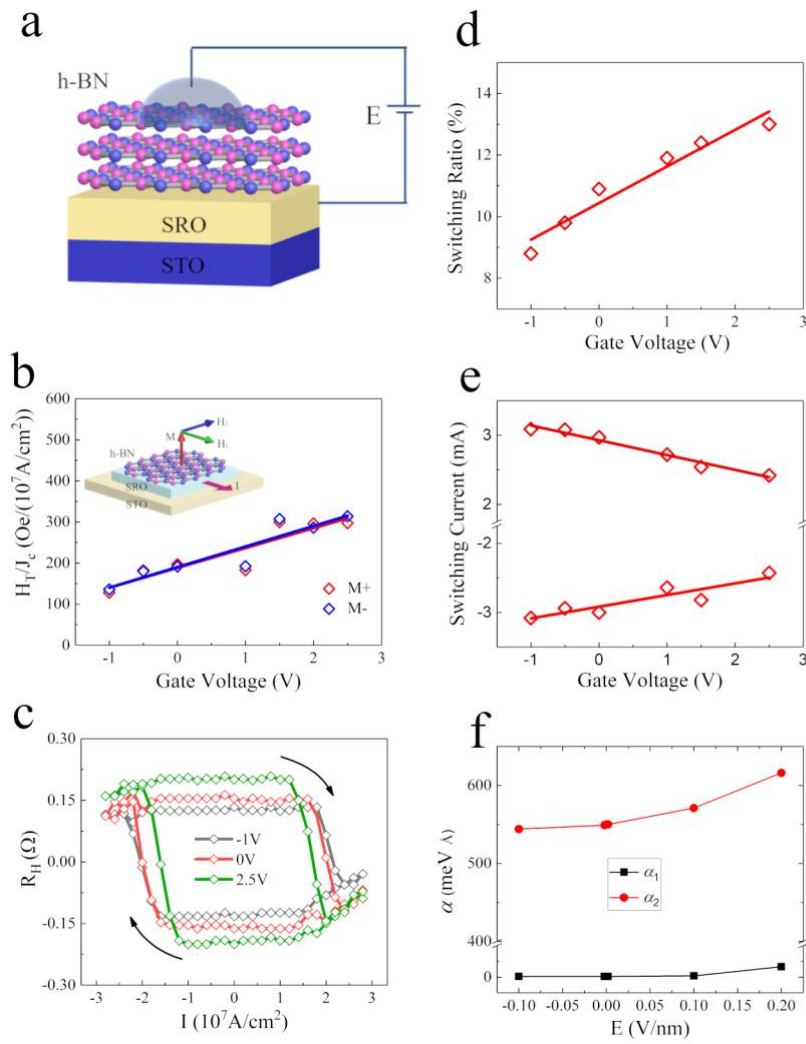 a
h-BN
E
SRO
STO
b
H_T/J_c (Oe/(10^7A/cm^2))
600
500
400
300
200
100
0
M
H_T
H_L
h-BN
SRO
STO
I
M+
M-
-1
0
1
2
3
Gate Voltage (V)
c
R_H (Ω)
0.30
0.15
0.00
-0.15
-0.30
-1V
0V
2.5V
-3
-2
-1
0
1
2
3
I (10^7A/cm^2)
d
Switching Ratio (%)
14
12
10
8
-1
0
1
2
3
Gate Voltage (V)
e
Switching Current (mA)
3
2
-2
-3
-1
0
1
2
3
Gate Voltage (V)
f
α (meV Å)
600
550
400
0
α_1
α_2
-0.10
-0.05
0.00
0.05
0.10
0.15
0.20
E (V/nm)